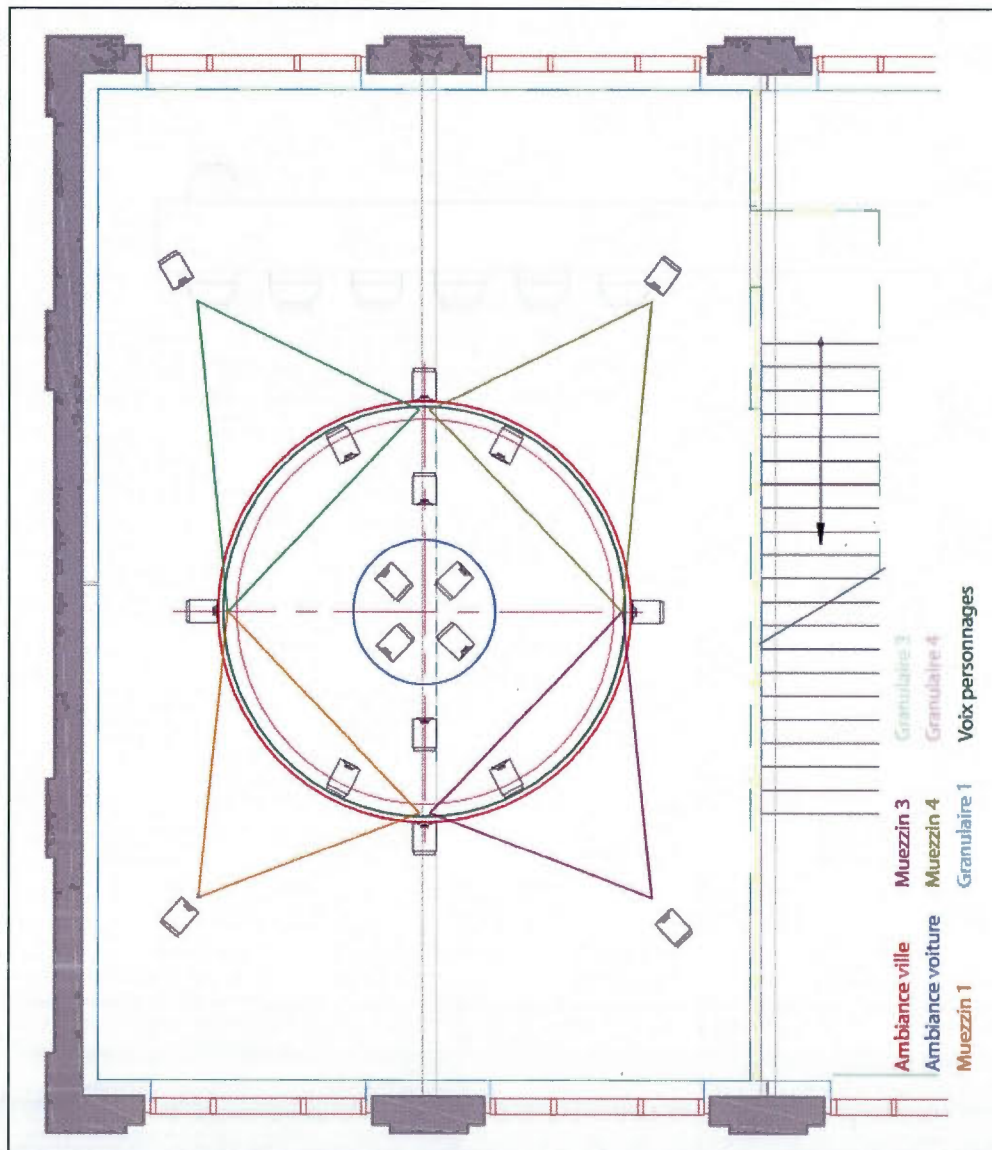 Ambiance ville
Ambiance voiture
Muezzin 1
Muezzin 3
Muezzin 4
Granulaire 1
Granulaire 3
Granulaire 4
Voix personnages